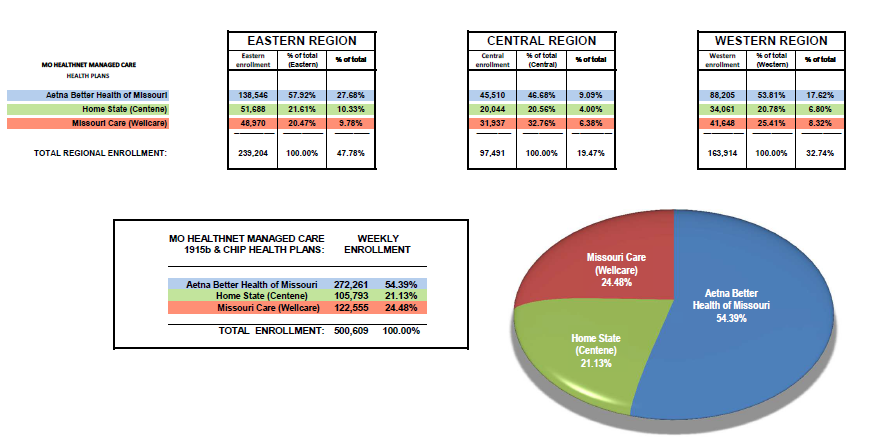 EASTERN REGION
CENTRAL REGION
WESTERN REGION
MO HEALTHNET MANAGED CARE
HEALTH PLANS
Eastern enrollment % of total (Eastern) % of total
Central enrollment % of total (Central) % of total
Western enrollment % of total (Western) % of total
Aetna Better Health of Missouri 138,546 57.92% 27.68% 45,510 46.68% 9.09% 88,205 53.81% 17.62%
Home State (Centene) 51,688 21.61% 10.33% 20,044 20.56% 4.00% 34,061 20.78% 6.80%
Missouri Care (Wellcare) 48,970 20.47% 9.78% 31,937 32.76% 6.38% 41,648 25.41% 8.32%
TOTAL REGIONAL ENROLLMENT: 239,204 100.00% 47.78% 97,491 100.00% 19.47% 163,914 100.00% 32.74%
MO HEALTHNET MANAGED CARE WEEKLY
1915b & CHIP HEALTH PLANS: ENROLLMENT
Aetna Better Health of Missouri 272,261 54.39%
Home State (Centene) 105,793 21.13%
Missouri Care (Wellcare) 122,555 24.48%
TOTAL ENROLLMENT: 500,609 100.00%
Missouri Care
(Wellcare)
24.48%
Aetna Better
Health of Missouri
54.39%
Home State
(Centene)
21.13%